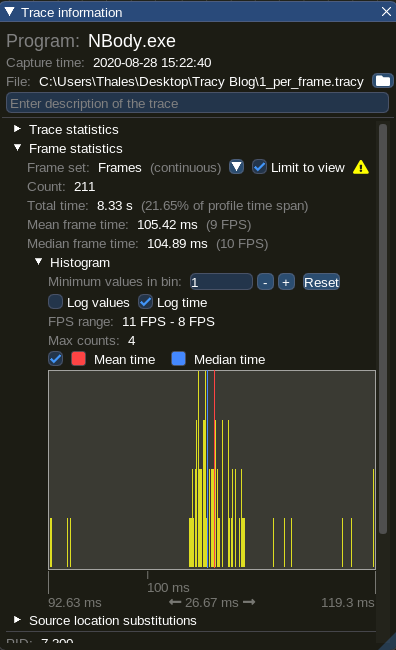 Trace information
Program: NBody.exe
Capture time: 2020-08-28 15:22:40
File: C:\Users\Thales\Desktop\Tracy Blog\1_per_frame.tracy
Enter description of the trace
Trace statistics
Frame statistics
Frame set: Frames (continuous) Limit to view
Count: 211
Total time: 8.33 s (21.65% of profile time span)
Mean frame time: 105.42 ms (9 FPS)
Median frame time: 104.89 ms (10 FPS)
Histogram
Minimum values in bin: 1 - + Reset
Log values Log time
FPS range: 11 FPS - 8 FPS
Max counts: 4
Mean time Median time
100 ms
92.63 ms ← 26.67 ms → 119.3 ms
Source location substitutions
PID: 7,300